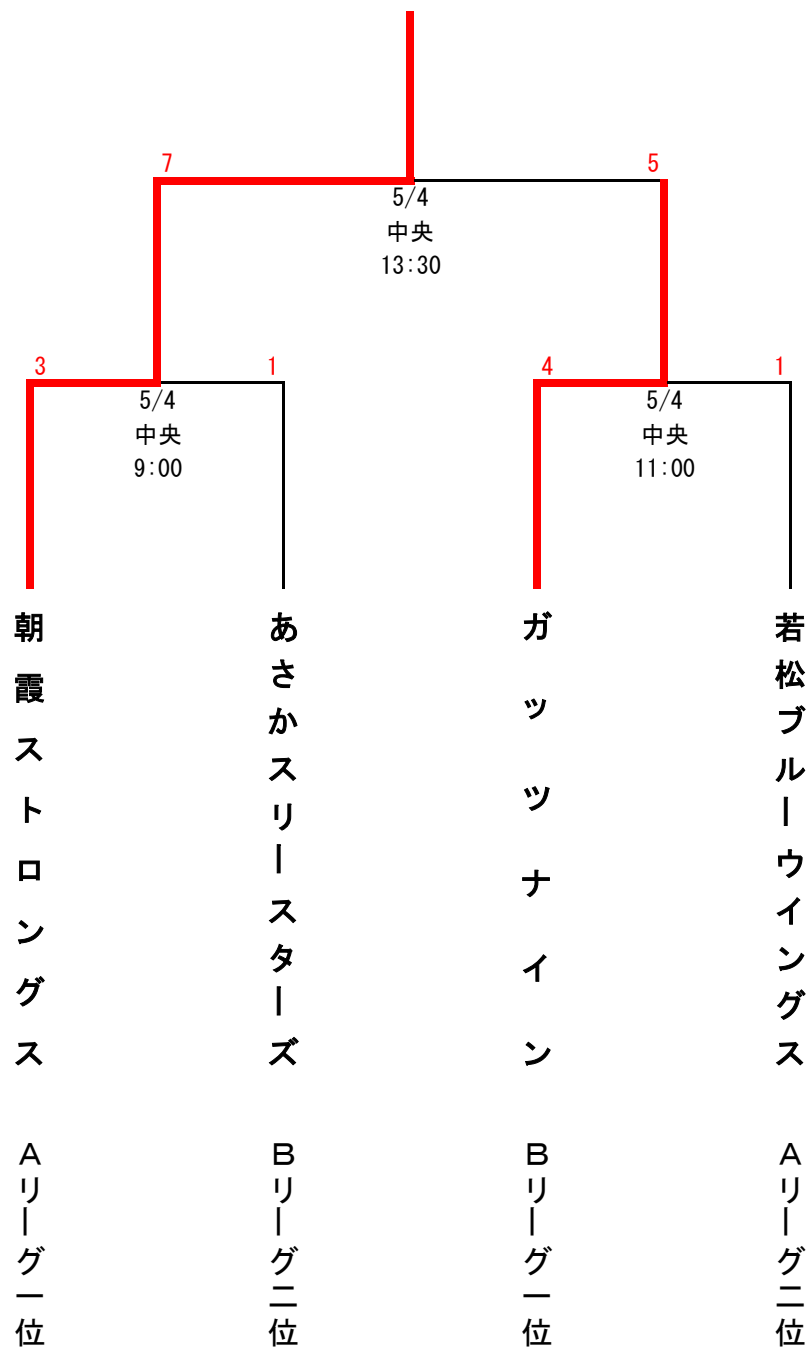 7
5
5/4
中央
13:30
3
1
4
1
5/4
中央
9:00
5/4
中央
11:00
朝霞ストロングス
あさかスリースターズ
ガッツナイン
若松ブルーウイングス
Aリーグ一位
Bリーグ二位
Bリーグ一位
Aリーグ二位